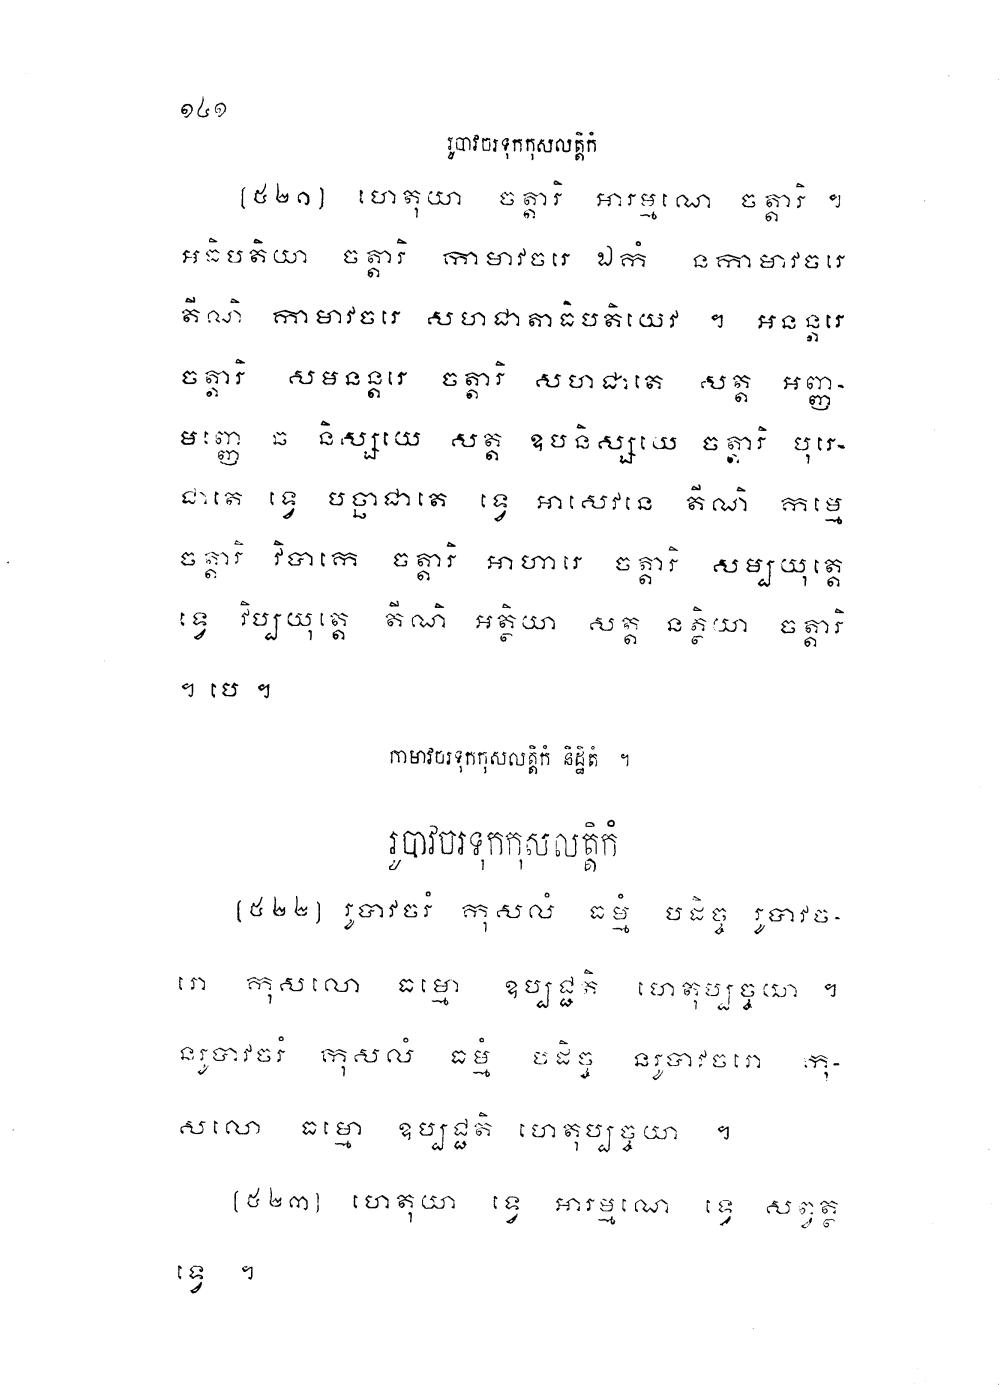 ១៤១
រូបាវចរទុកកុសលត្តិកំ
(៥២១) ហេតុយា ចត្តារិ អារម្មណេ ចត្តារិ ។
អធិបតិយា ចត្តារិ កាមាវចរេ ឯកំ នកាមាវចរេ
តីណិ កាមាវចរេ សហជាតាធិបតិយេវ ។ អនន្តរេ
ចត្តារិ សមនន្តរេ ចត្តារិ សហជាតេ សត្ត អញ្ញ-
មញ្ញេ ឆ និស្សយេ សត្ត ឧបនិស្សយេ ចត្តារិ បុរេ-
ជាតេ ទ្វេ បច្ឆាជាតេ ទ្វេ អាសេវនេ តីណិ កម្មេ
ចត្តារិ វិបាកេ ចត្តារិ អាហារេ ចត្តារិ សម្បយុត្តេ
ទ្វេ វិប្បយុត្តេ តីណិ អត្ថិយា សត្ត នត្ថិយា ចត្តារិ
។ បេ ។
កាមាវចរទុកកុសលត្តិកំ និដ្ឋិតំ ។
រូបាវចរទុកកុសលត្តិកំ
(៥២២) រូបាវចរំ កុសលំ ធម្មំ បដិច្ច រូបាវច-
រោ កុសលោ ធម្មោ ឧប្បជ្ជតិ ហេតុប្បច្ចយា ។
នរូបាវចរំ កុសលំ ធម្មំ បដិច្ច នរូបាវចរោ កុ-
សលោ ធម្មោ ឧប្បជ្ជតិ ហេតុប្បច្ចយា ។
(៥២៣) ហេតុយា ទ្វេ អារម្មណេ ទ្វេ សព្វត្ថ
ទ្វេ ។